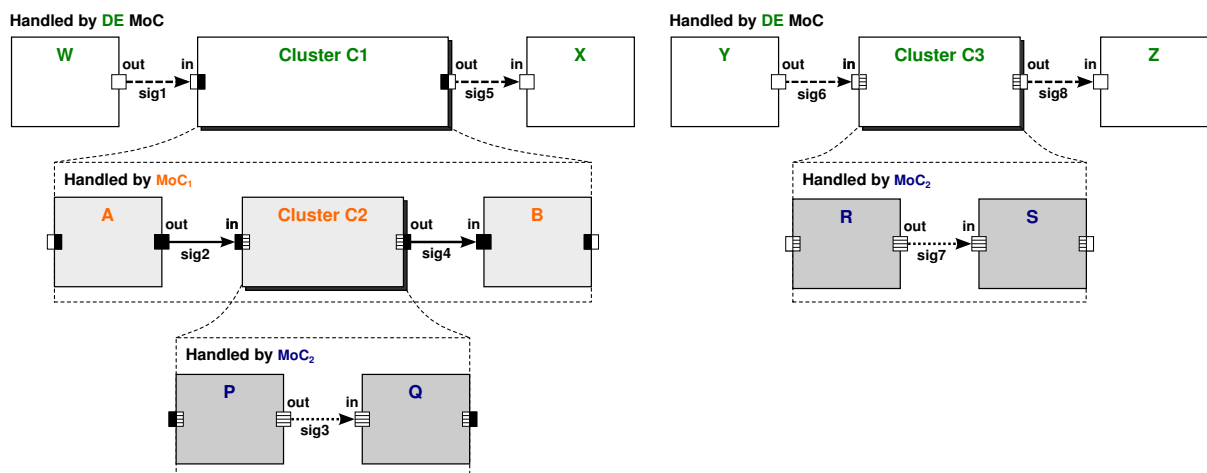 Handled by DE MoC
W
out
sig1
in
Cluster C1
out
sig5
in
X
Handled by MoC1
A
out
sig2
in
Cluster C2
out
sig4
in
B
Handled by MoC2
P
out
sig3
in
Q
Handled by DE MoC
Y
out
sig6
in
Cluster C3
out
sig8
in
Z
Handled by MoC2
R
out
sig7
in
S